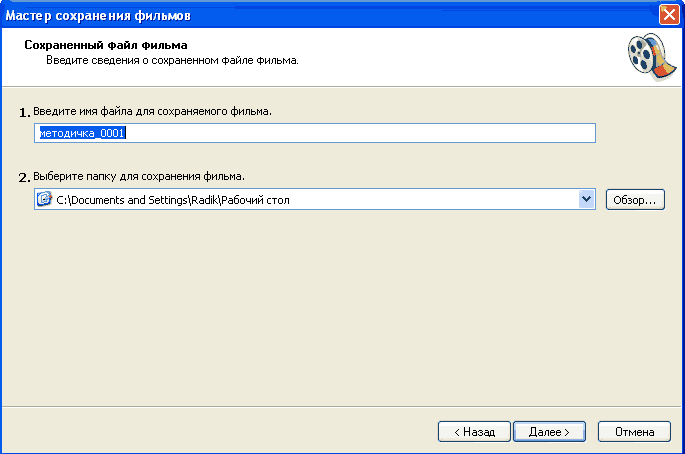 Мастер сохранения фильмов
Сохраненный файл фильма
Введите сведения о сохраненном файле фильма.
1. Введите имя файла для сохраняемого фильма.
методичка_0001
2. Выберите папку для сохранения фильма.
C:\Documents and Settings\Radik\Рабочий стол
Обзор...
< Назад
Далее >
Отмена